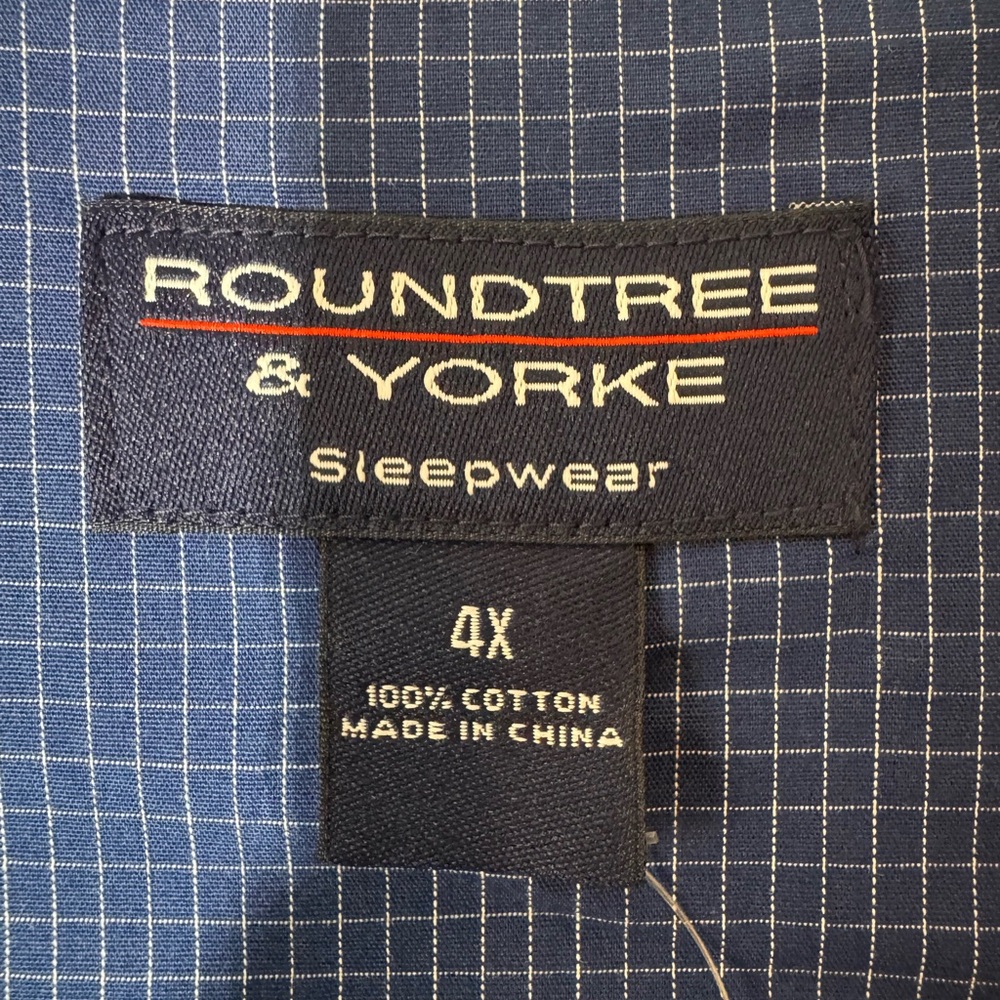 ROUNDTREE
& YORKE
Sleepwear
4X
100% COTTON
MADE IN CHINA